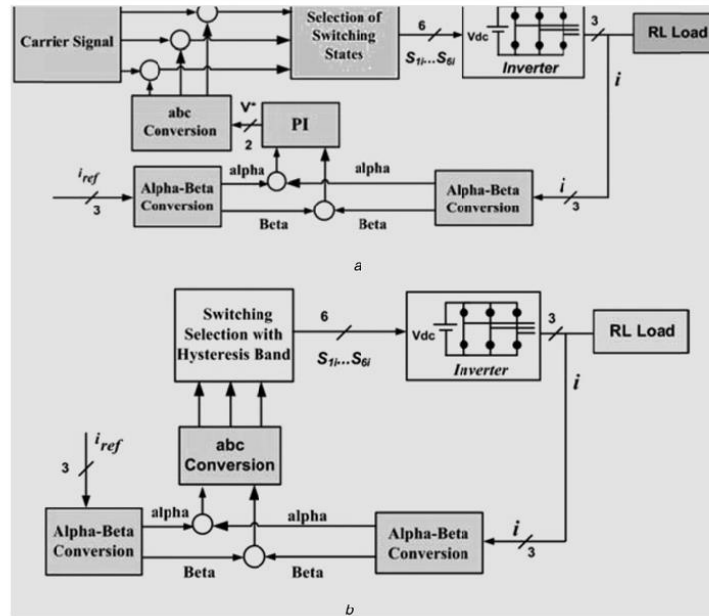 Carrier Signal
Selection of
Switching
States
6
S1i...S6i
Vdc
Inverter
3
RL Load
i
abc
Conversion
V*
2
PI
iref
3
Alpha-Beta
Conversion
alpha
alpha
Beta
Beta
Alpha-Beta
Conversion
i
3
a
Switching
Selection with
Hysteresis Band
6
S1i...S6i
Vdc
Inverter
3
RL Load
i
abc
Conversion
iref
3
Alpha-Beta
Conversion
alpha
alpha
Beta
Beta
Alpha-Beta
Conversion
i
3
b